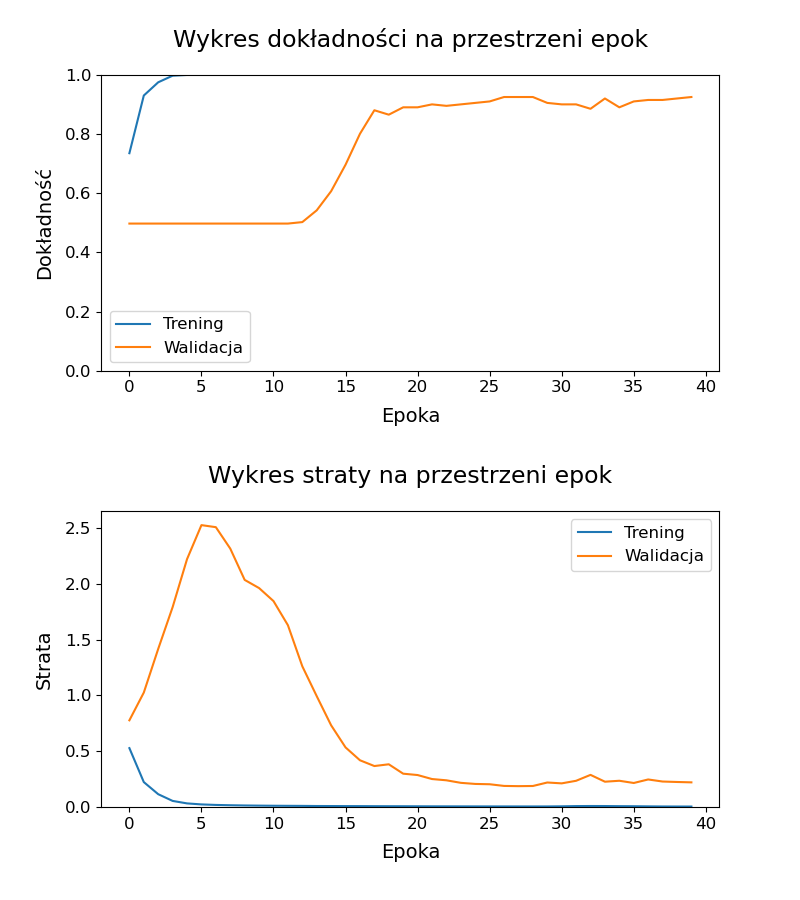 Wykres dokładności na przestrzeni epok
1.0
0.8
0.6
0.4
0.2
0.0
Dokładność
Trening
Walidacja
0 5 10 15 20 25 30 35 40
Epoka
Wykres straty na przestrzeni epok
2.5
2.0
1.5
1.0
0.5
0.0
Strata
Trening
Walidacja
0 5 10 15 20 25 30 35 40
Epoka